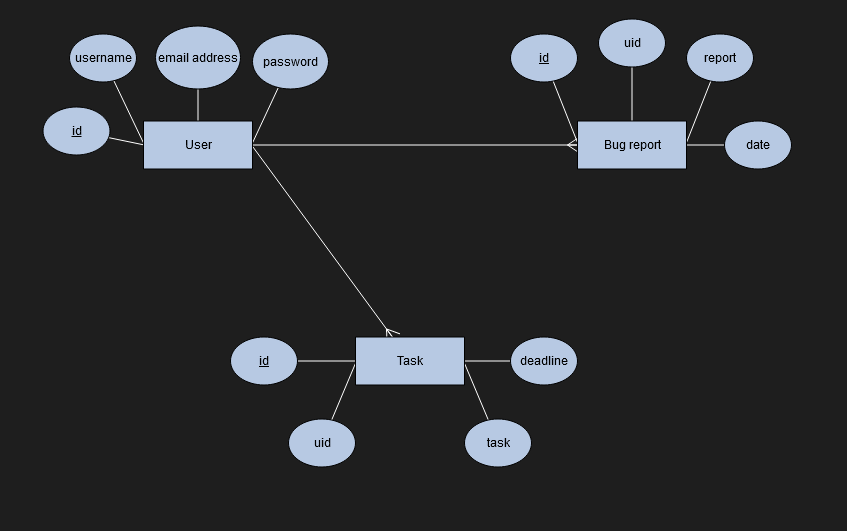 username
email address
password
id
User
id
uid
report
Bug report
date
id
Task
deadline
uid
task